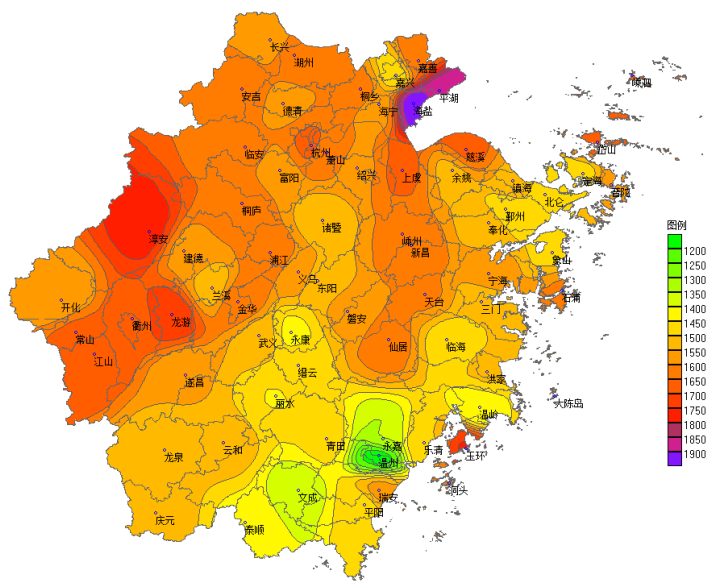 长兴
湖州
嘉善
嘉兴
平湖
安吉
桐乡
德清
海宁
海盐
嵊泗
岱山
临安
杭州
萧山
慈溪
富阳
绍兴
上虞
余姚
定海
镇海
普陀
北仑
桐庐
鄞州
诸暨
奉化
淳安
嵊州
新昌
建德
浦江
象山
义乌
东阳
宁海
兰溪
石浦
开化
金华
天台
三门
衢州
龙游
磐安
常山
武义
永康
仙居
临海
江山
缙云
遂昌
洪家
丽水
大陈岛
温岭
龙泉
云和
青田
永嘉
乐清
玉环
温州
文成
瑞安
洞头
平阳
庆元
泰顺
图例
1200
1250
1300
1350
1400
1450
1500
1550
1600
1650
1700
1750
1800
1850
1900